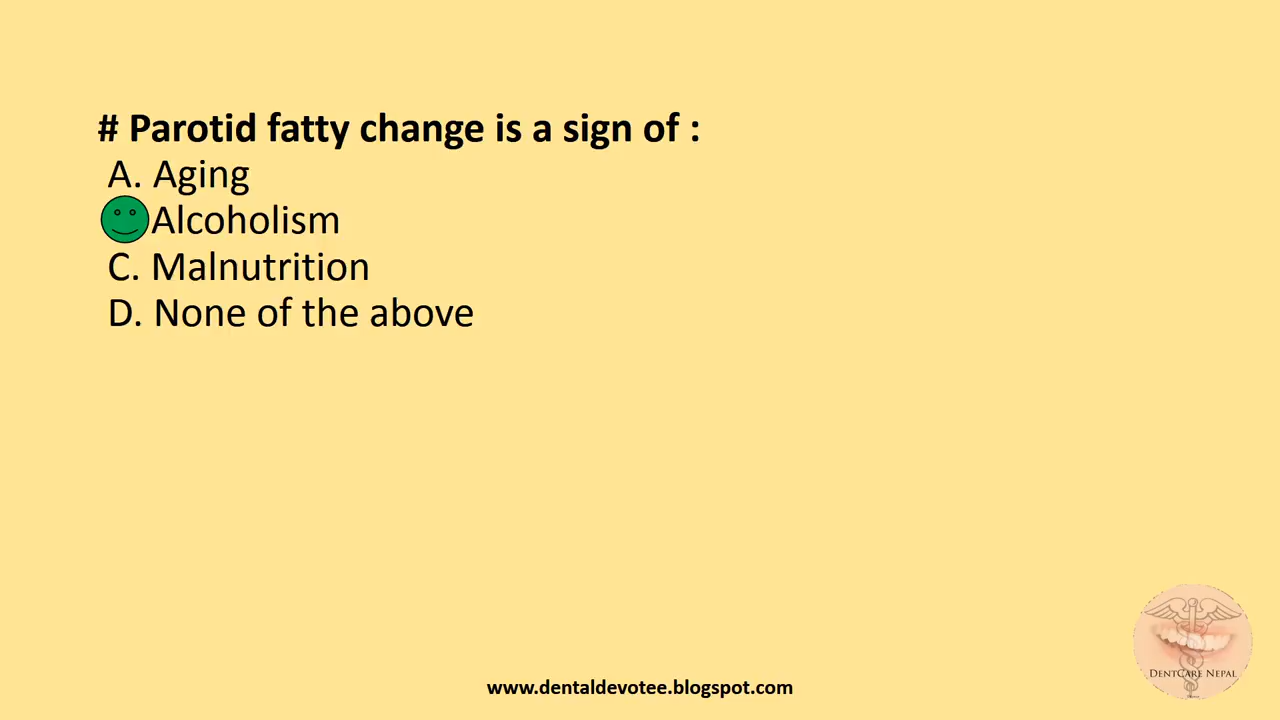 # Parotid fatty change is a sign of :
A. Aging
Alcoholism
C. Malnutrition
D. None of the above
DENTCARE NEPAL
www.dentaldevotee.blogspot.com